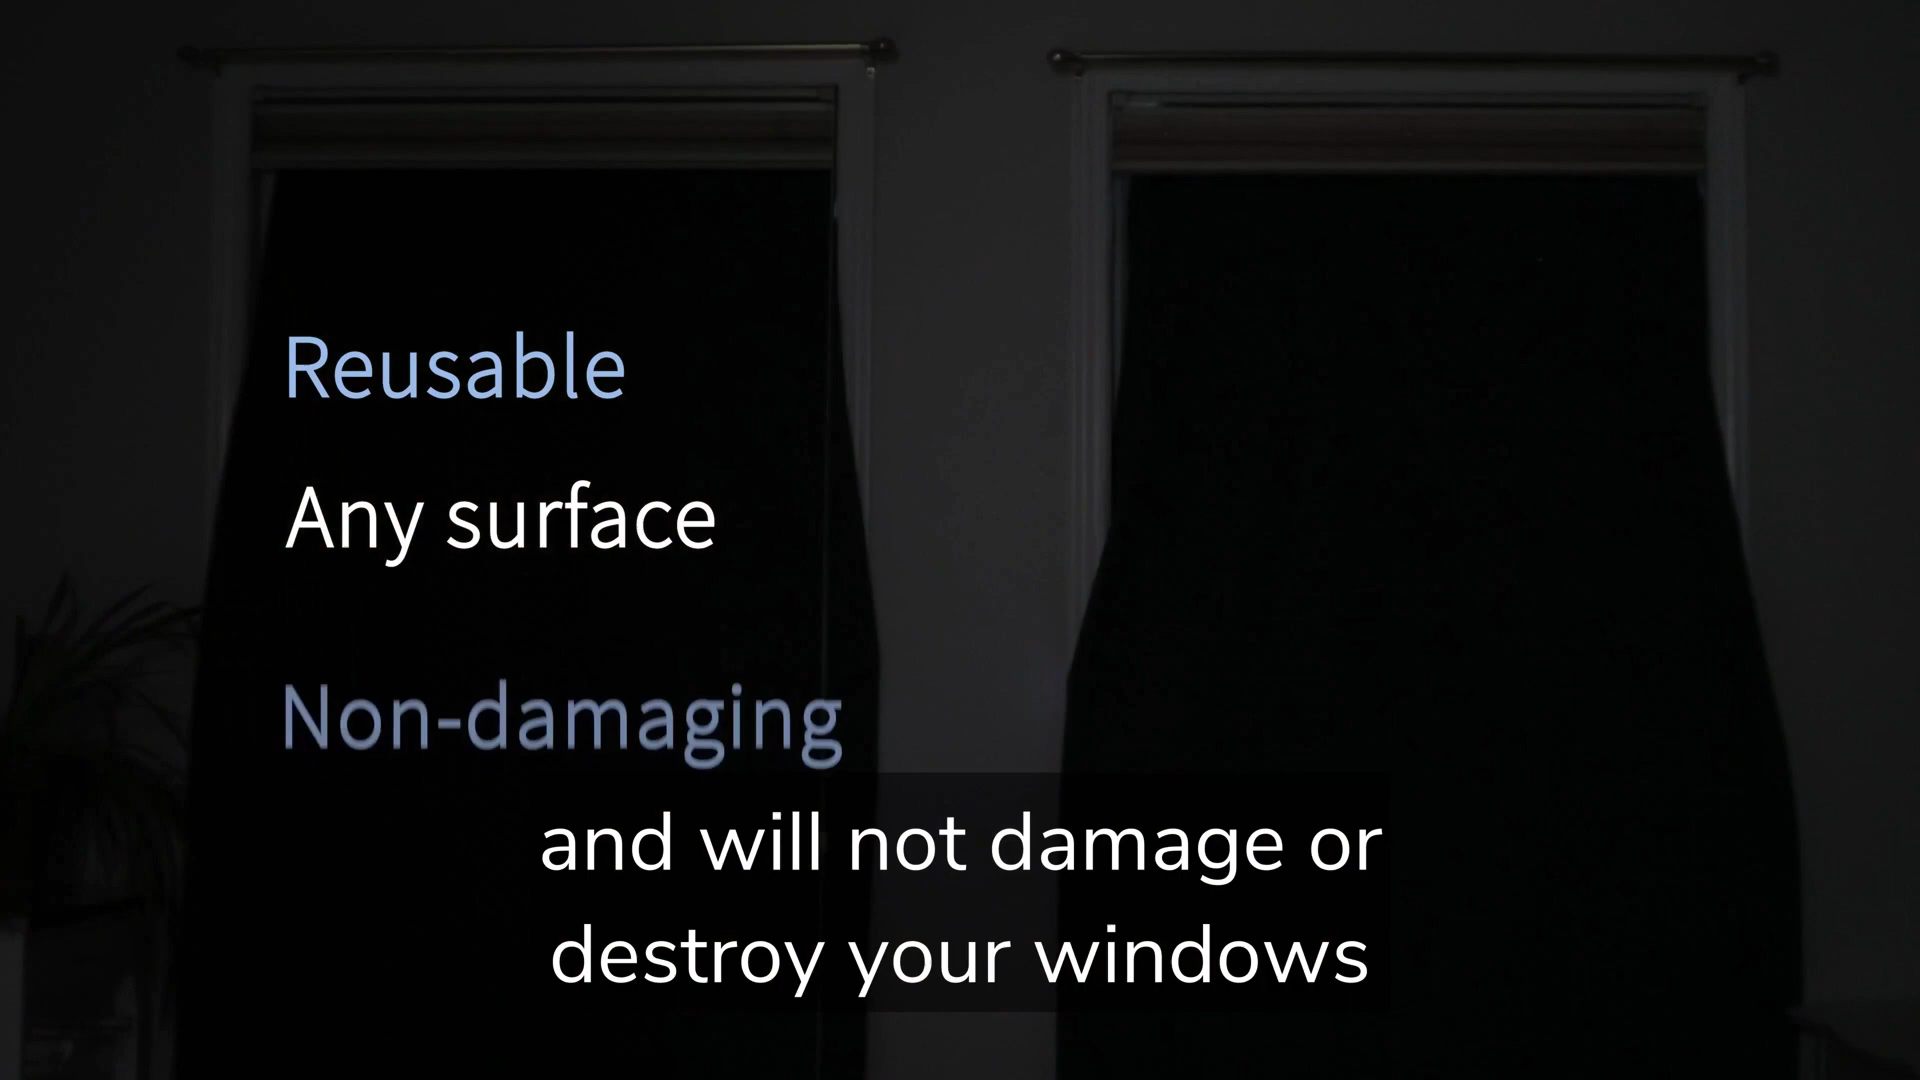 Reusable
Any surface
Non-damaging
and will not damage or
destroy your windows